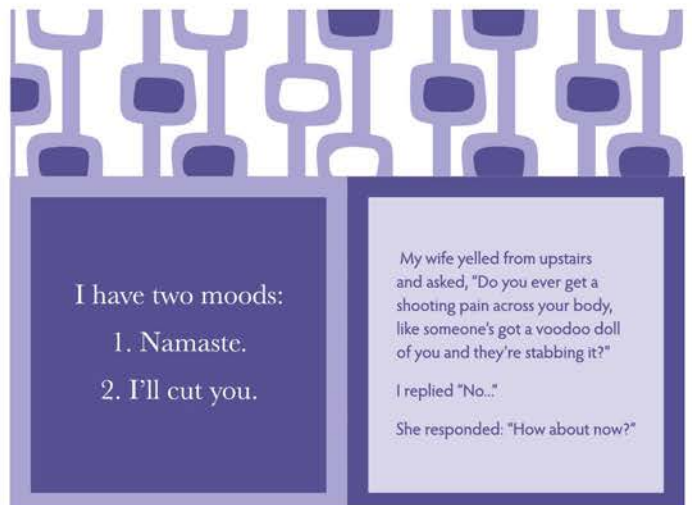 I have two moods:
1. Namaste.
2. I'll cut you.
My wife yelled from upstairs
and asked, "Do you ever get a
shooting pain across your body,
like someone's got a voodoo doll
of you and they're stabbing it?"
I replied "No..."
She responded: "How about now?"